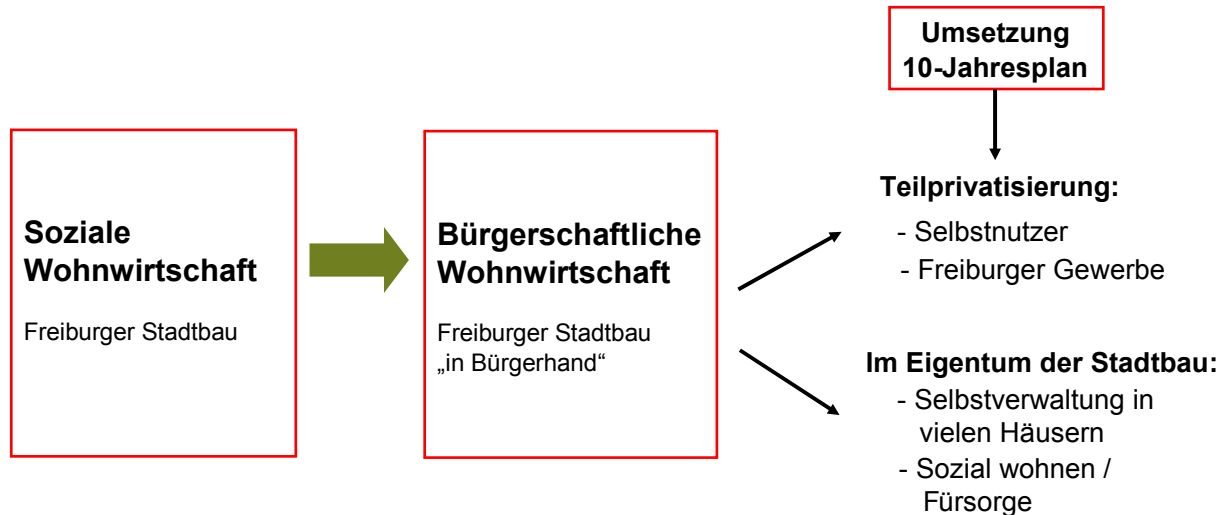 Umsetzung
10-Jahresplan
Soziale
Wohnwirtschaft
Freiburger Stadtbau
Bürgerschaftliche
Wohnwirtschaft
Freiburger Stadtbau
„in Bürgerhand“
Teilprivatisierung:
- Selbstnutzer
- Freiburger Gewerbe
Im Eigentum der Stadtbau:
- Selbstverwaltung in
vielen Häusern
- Sozial wohnen /
Fürsorge